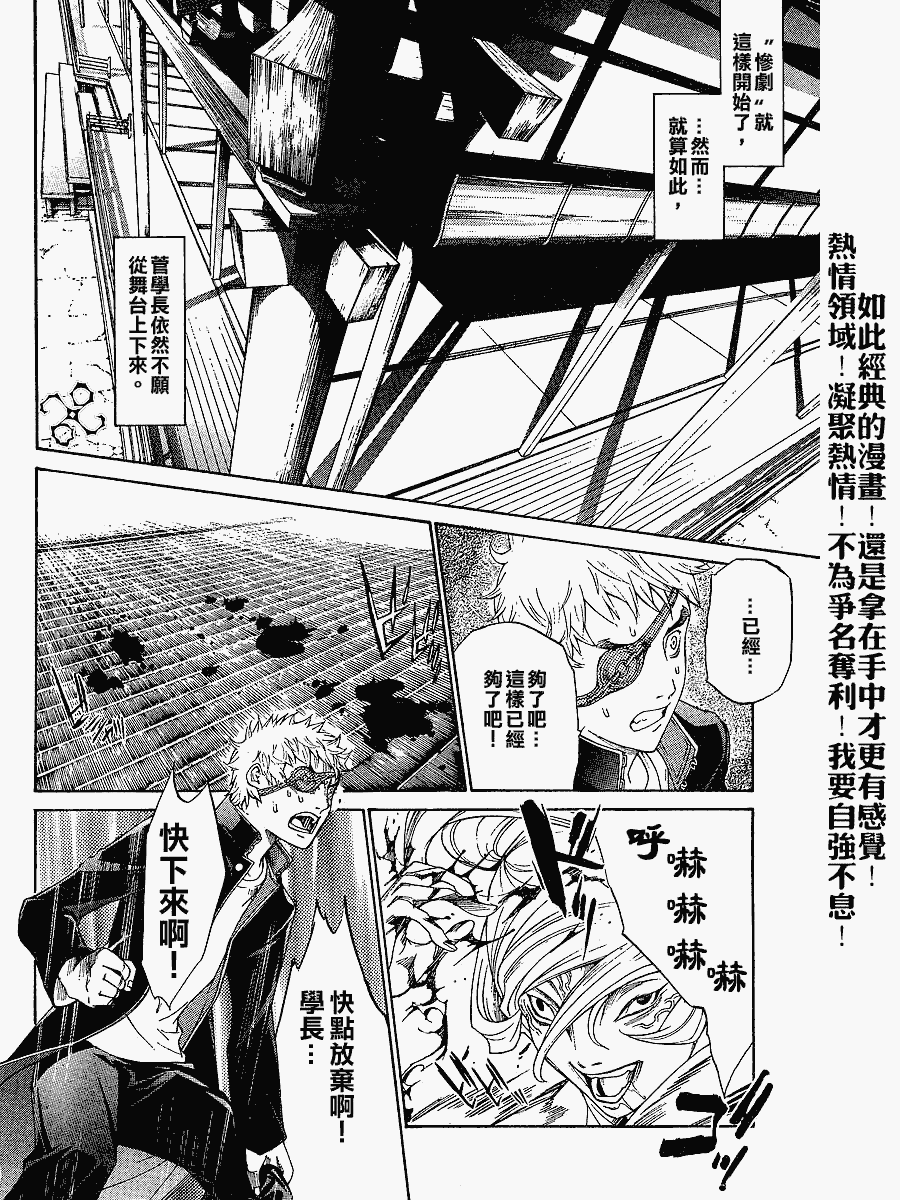 “慘劇“就
這樣開始了，
…然而…
就算如此，
菅學長依然不願
從舞台上下來。
…已經…
夠了吧…
這樣已經
夠了吧！
呼
嚇嚇嚇嚇
快點放棄啊！
學長…
快下來啊！
如此經典的漫畫！還是拿在手中才更有感覺！
熱情領域！凝聚熱情！不為爭名奪利！我要自強不息！